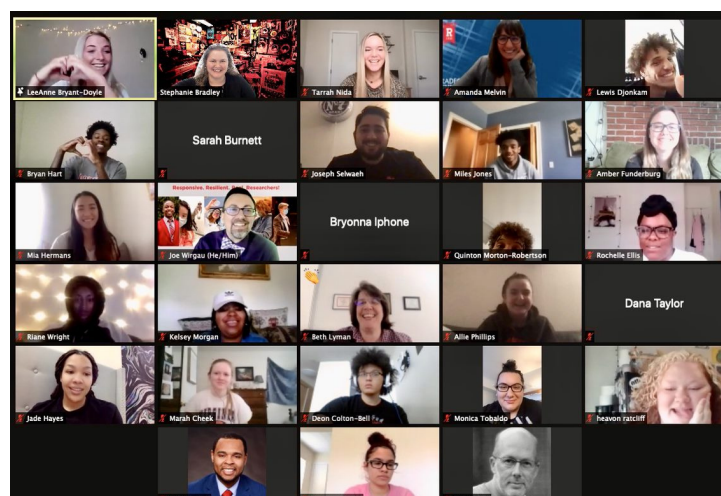 LeeAnne Bryant-Doyle
Stephanie Bradley
Tarrah Nida
R
Amanda Melvin
Lewis Djonkam
Bryan Hart
Sarah Burnett
Joseph Selwaeh
Miles Jones
Amber Funderburg
Mia Hermans
Responsive. Resilient. Real. Researchers!
Joe Wirgau (He/Him)
Bryonna Iphone
Quinton Morton-Robertson
Rochelle Ellis
Riane Wright
Kelsey Morgan
Beth Lyman
Allie Phillips
Dana Taylor
Jade Hayes
Marah Cheek
Deon Colton-Bell
Monica Tobaldo
heavon ratcliff